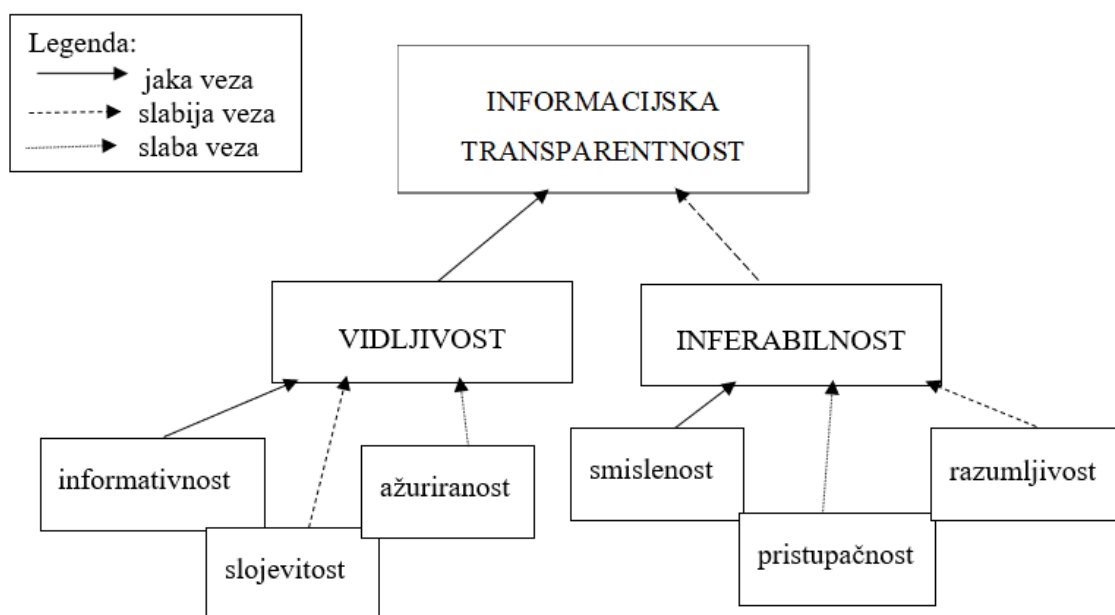 Legenda:
jaka veza
slabija veza
slaba veza
INFORMACIJSKA
TRANSPARENTNOST
VIDLJIVOST
INFERABILNOST
informativnost
slojevitost
ažuriranost
smislenost
pristupačnost
razumljivost